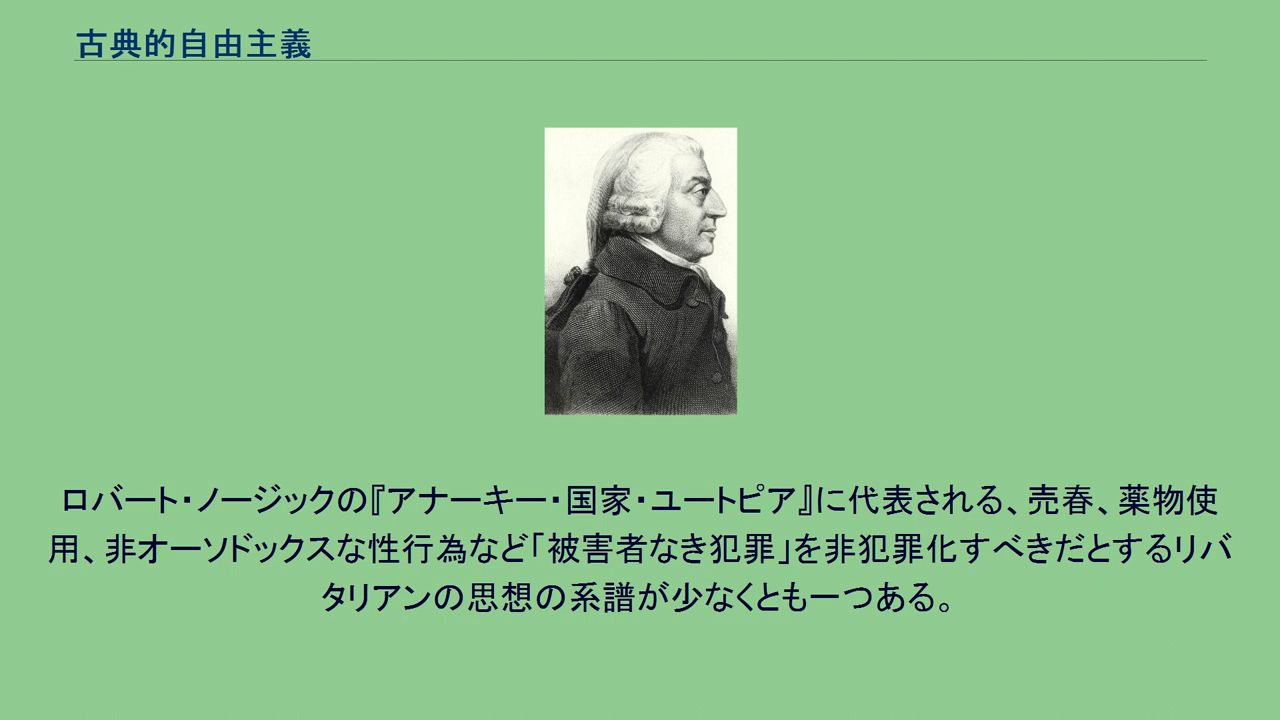 古典的自由主義
ロバート・ノージックの『アナーキー・国家・ユートピア』に代表される、売春、薬物使
用、非オーソドックスな性行為など「被害者なき犯罪」を非犯罪化すべきだとするリバ
タリアンの思想の系譜が少なくとも一つある。